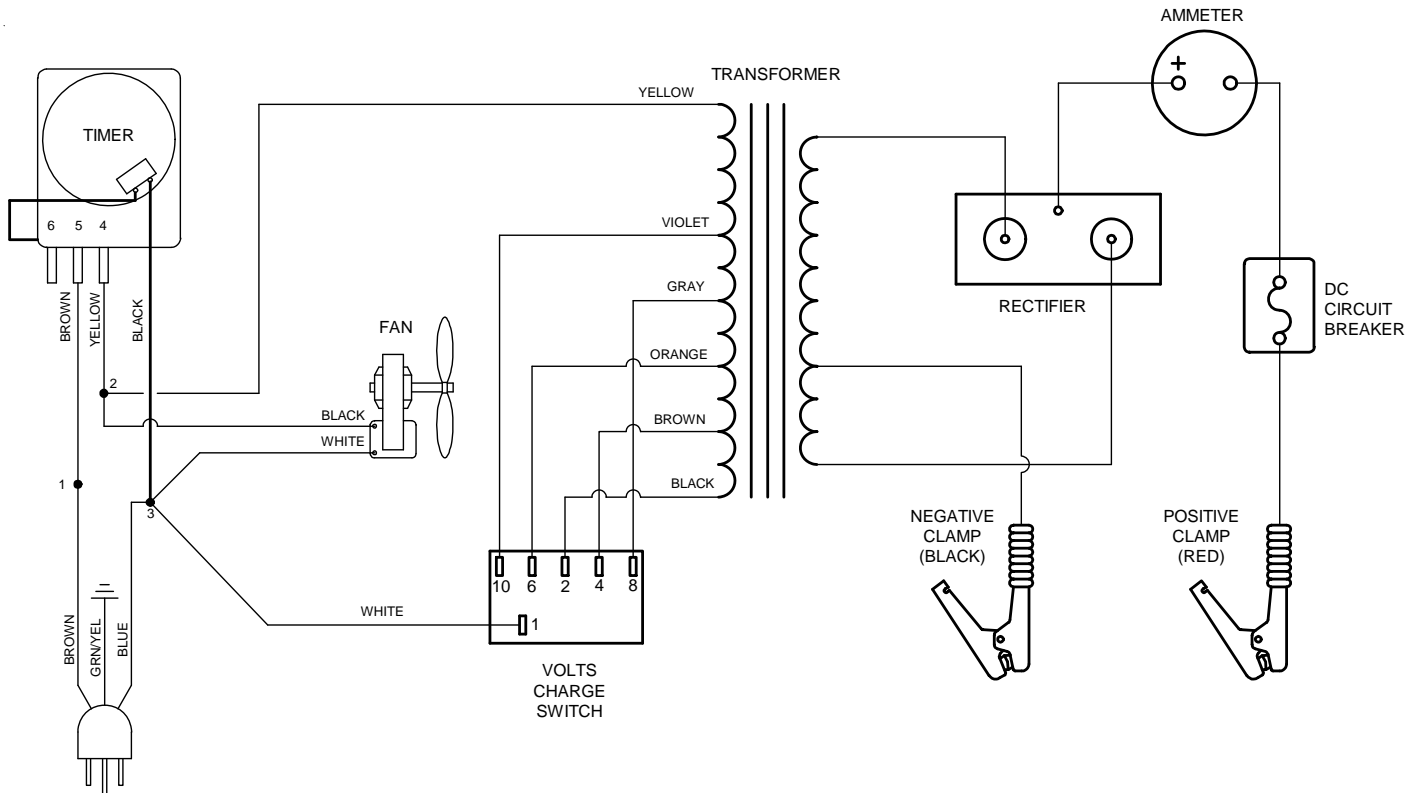 AMMETER
TRANSFORMER
YELLOW
+
TIMER
6 5 4
VIOLET
GRAY
BROWN
YELLOW
BLACK
FAN
RECTIFIER
DC
CIRCUIT
BREAKER
ORANGE
2
BLACK
BROWN
WHITE
1
BLACK
3
NEGATIVE
CLAMP
(BLACK)
POSITIVE
CLAMP
(RED)
10 6 2 4 8
WHITE
1
BROWN
GRN/YEL
BLUE
VOLTS
CHARGE
SWITCH